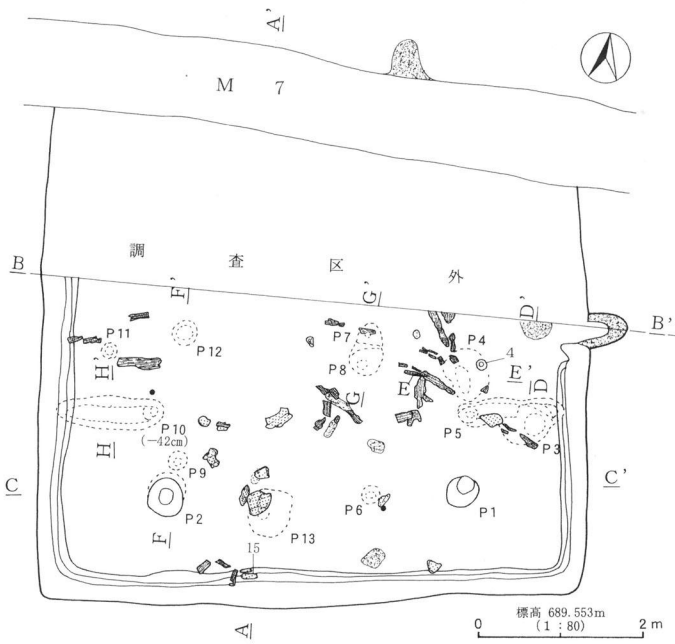 A'
M 7
調 査 区 外
B
F'
G'
D'
B'
P11
P7
P4
4
P12
P8
H'
E
E'
D
G
P10
(−42cm)
P5
P3
H
C
P9
C'
P2
P6
P1
F
P13
15
標高 689.553m
(1:80)
A
0
2 m